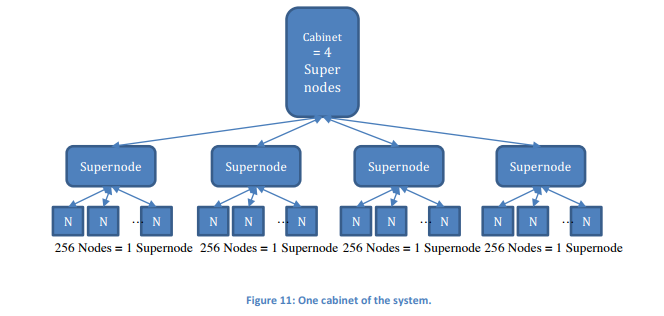 Cabinet
= 4
Super
nodes
Supernode Supernode Supernode Supernode
N N ... N N N ... N N N ... N N N ... N
256 Nodes = 1 Supernode 256 Nodes = 1 Supernode 256 Nodes = 1 Supernode 256 Nodes = 1 Supernode
Figure 11: One cabinet of the system.